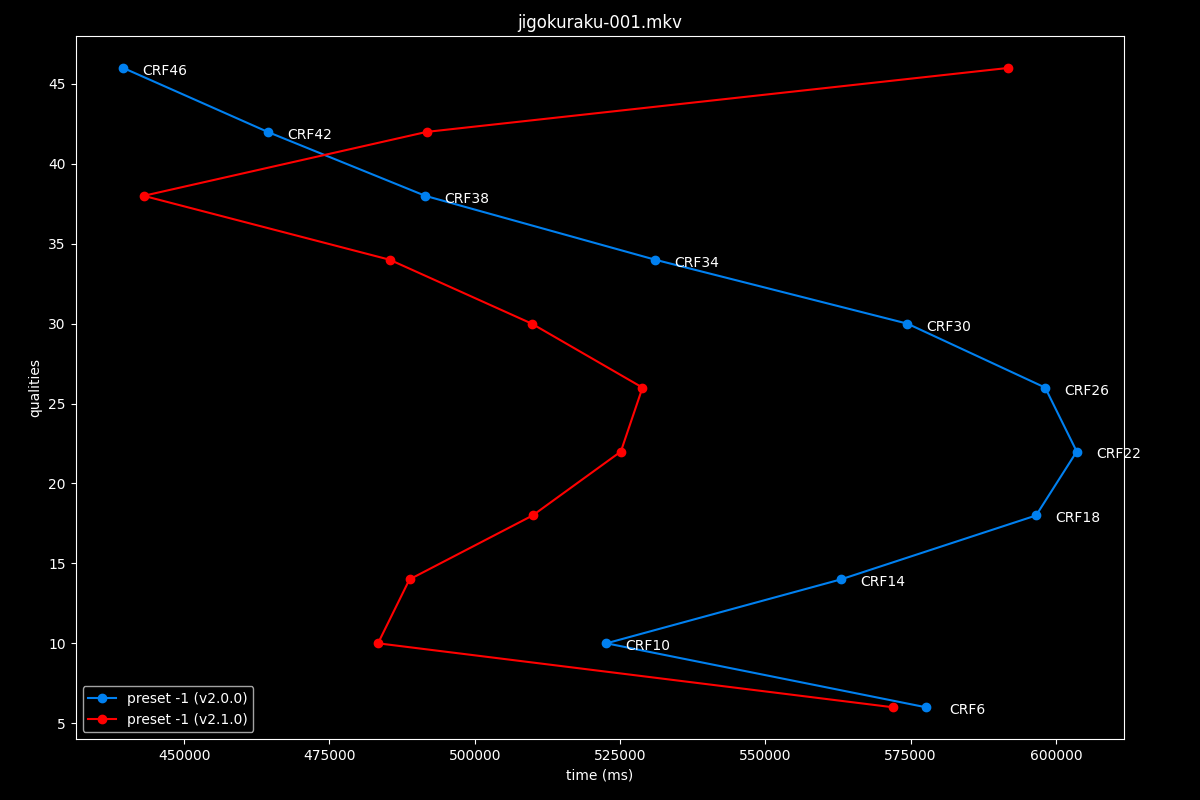 jigokuraku-001.mkv
45
40
35
30
25
20
15
10
5
qualities
CRF46
CRF42
CRF38
CRF34
CRF30
CRF26
CRF22
CRF18
CRF14
CRF10
CRF6
preset -1 (v2.0.0)
preset -1 (v2.1.0)
450000 475000 500000 525000 550000 575000 600000
time (ms)